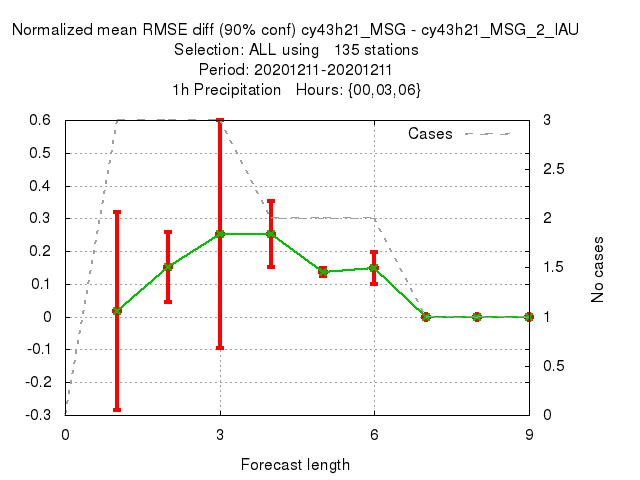 Normalized mean RMSE diff (90% conf) cy43h21_MSG - cy43h21_MSG_2_IAU
Selection: ALL using 135 stations
Period: 20201211-20201211
1h Precipitation Hours: {00,03,06}
Cases
0.6
0.5
0.4
0.3
0.2
0.1
0
-0.1
-0.2
-0.3
3
2.5
2
1.5
1
0.5
0
No cases
0 3 6 9
Forecast length